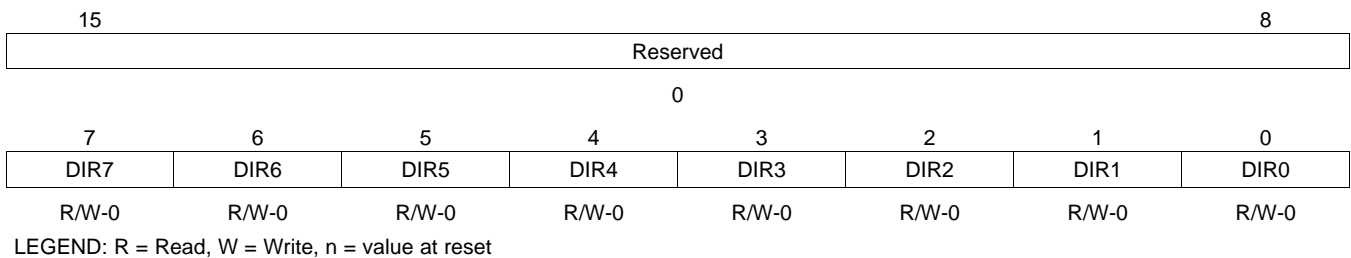 15 8
Reserved
0
7 6 5 4 3 2 1 0
DIR7 DIR6 DIR5 DIR4 DIR3 DIR2 DIR1 DIR0
R/W-0 R/W-0 R/W-0 R/W-0 R/W-0 R/W-0 R/W-0 R/W-0
LEGEND: R = Read, W = Write, n = value at reset